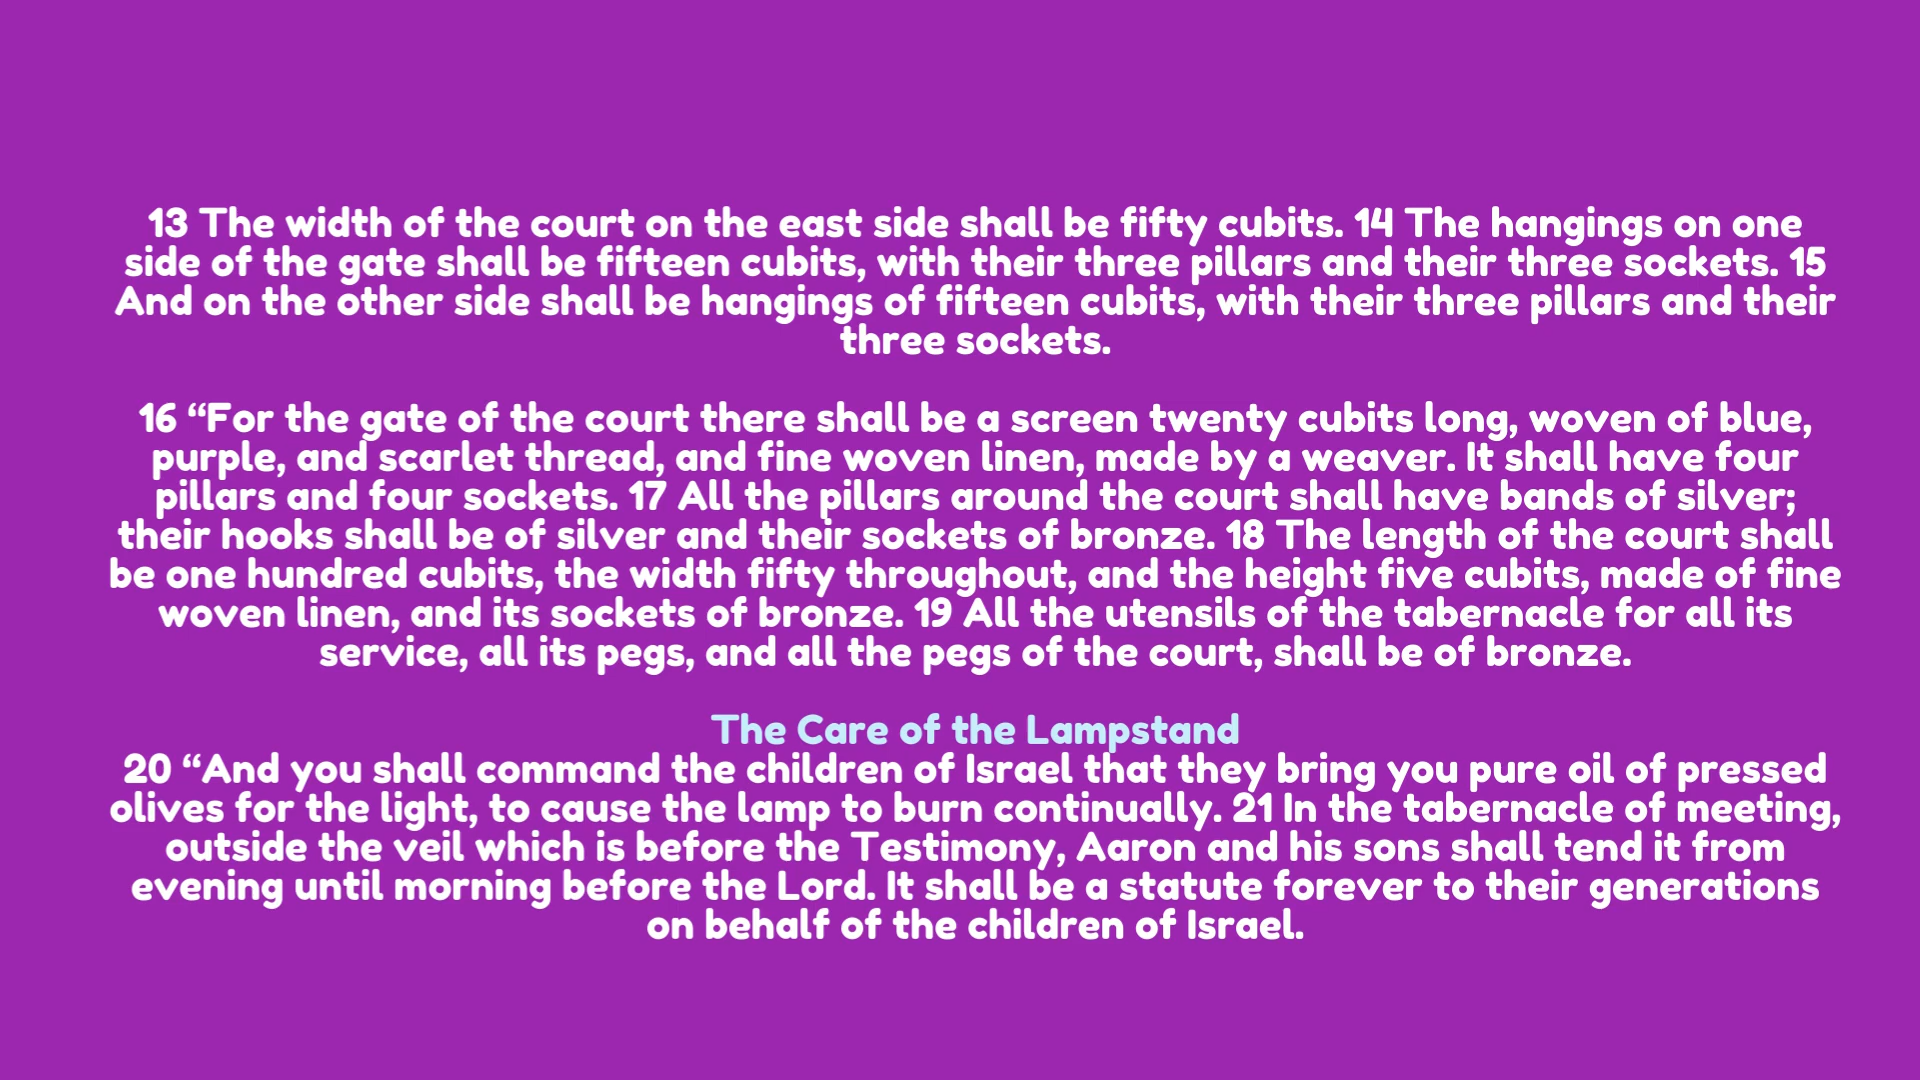 13 The width of the court on the east side shall be fifty cubits. 14 The hangings on one
side of the gate shall be fifteen cubits, with their three pillars and their three sockets. 15
And on the other side shall be hangings of fifteen cubits, with their three pillars and their
three sockets.
16 “For the gate of the court there shall be a screen twenty cubits long, woven of blue,
purple, and scarlet thread, and fine woven linen, made by a weaver. It shall have four
pillars and four sockets. 17 All the pillars around the court shall have bands of silver;
their hooks shall be of silver and their sockets of bronze. 18 The length of the court shall
be one hundred cubits, the width fifty throughout, and the height five cubits, made of fine
woven linen, and its sockets of bronze. 19 All the utensils of the tabernacle for all its
service, all its pegs, and all the pegs of the court, shall be of bronze.
The Care of the Lampstand
20 “And you shall command the children of Israel that they bring you pure oil of pressed
olives for the light, to cause the lamp to burn continually. 21 In the tabernacle of meeting,
outside the veil which is before the Testimony, Aaron and his sons shall tend it from
evening until morning before the Lord. It shall be a statute forever to their generations
on behalf of the children of Israel.